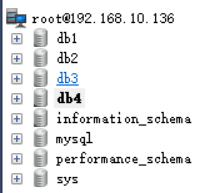 root@192.168.10.136
db1
db2
db3
db4
information_schema
mysql
performance_schema
sys